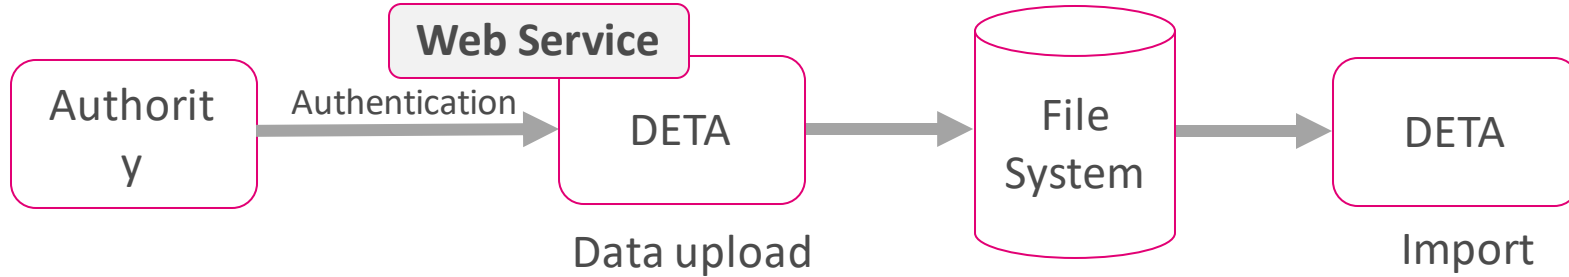 Web Service
Authorit
y
Authentication
DETA
File
System
DETA
Data upload
Import